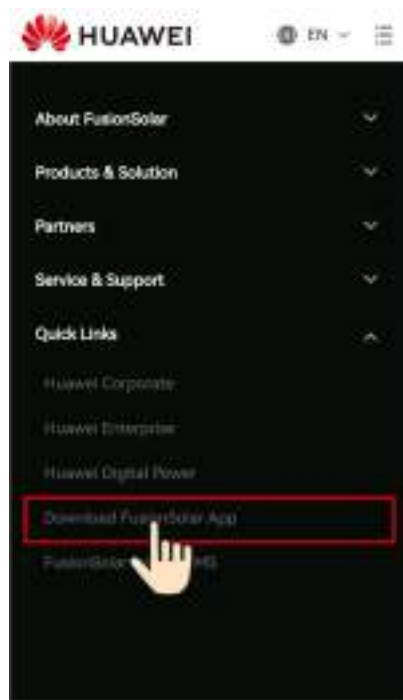 HUAWEI
EN
About FusionSolar
Products & Solution
Partners
Service & Support
Quick Links
Huawei Corporate
Huawei Enterprise
Huawei Digital Power
Download FusionSolar App
FusionSolar